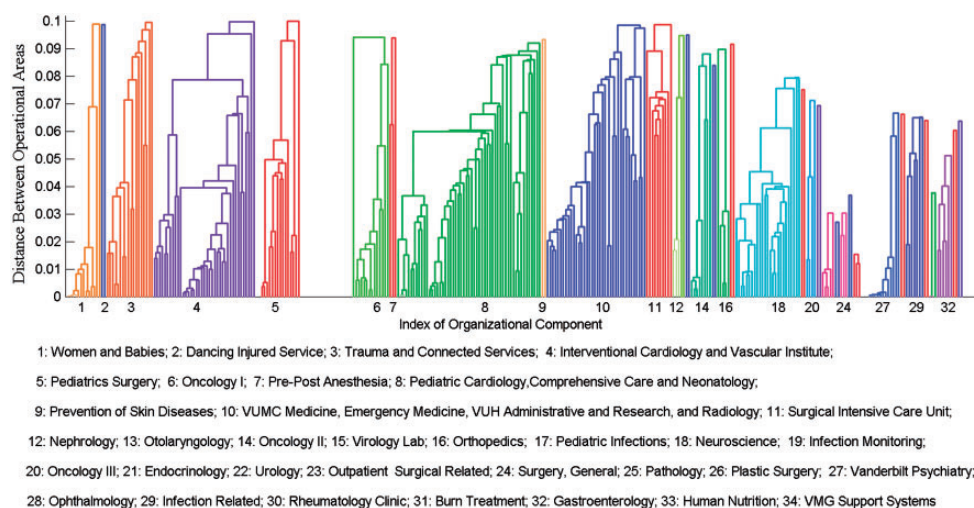 Distance Between Operational Areas
0.1
0.09
0.08
0.07
0.06
0.05
0.04
0.03
0.02
0.01
0
1 2 3 4 5 6 7 8 9 10 11 12 14 16 18 20 24 27 29 32
Index of Organizational Component
1: Women and Babies; 2: Dancing Injured Service; 3: Trauma and Connected Services; 4: Interventional Cardiology and Vascular Institute;
5: Pediatrics Surgery; 6: Oncology I; 7: Pre-Post Anesthesia; 8: Pediatric Cardiology,Comprehensive Care and Neonatology;
9: Prevention of Skin Diseases; 10: VUMC Medicine, Emergency Medicine, VUH Administrative and Research, and Radiology; 11: Surgical Intensive Care Unit;
12: Nephrology; 13: Otolaryngology; 14: Oncology II; 15: Virology Lab; 16: Orthopedics; 17: Pediatric Infections; 18: Neuroscience; 19: Infection Monitoring;
20: Oncology III; 21: Endocrinology; 22: Urology; 23: Outpatient Surgical Related; 24: Surgery, General; 25: Pathology; 26: Plastic Surgery; 27: Vanderbilt Psychiatry;
28: Ophthalmology; 29: Infection Related; 30: Rheumatology Clinic; 31: Burn Treatment; 32: Gastroenterology; 33: Human Nutrition; 34: VMG Support Systems